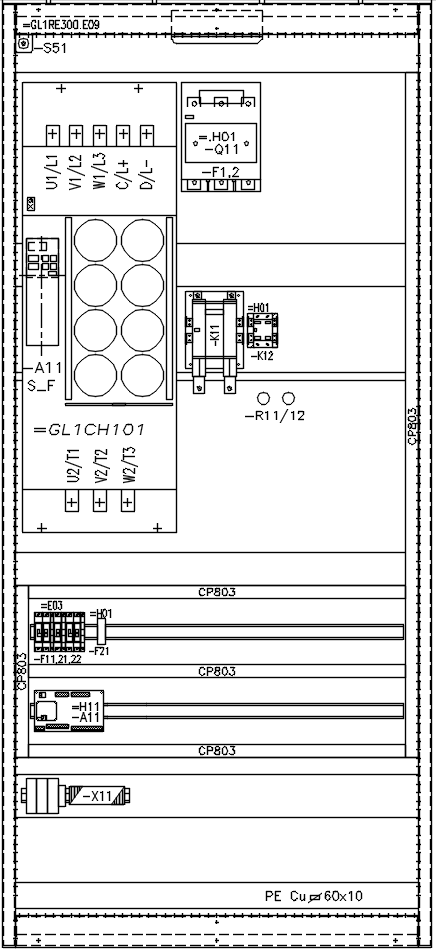 =GL1RE300.E09
-S51
U1/L1
V1/L2
W1/L3
C/L+
D/L-
=.H01
-Q11
-F1,2
=H01
-K11
-K12
-A11
S_F
-R11/12
CP803
=GL1CH101
U2/T1
V2/T2
W2/T3
CP803
=E03
=H01
-F21
-F11,21,22
CP803
CP803
=H11
-A11
CP803
-X11
PE Cu 60x10